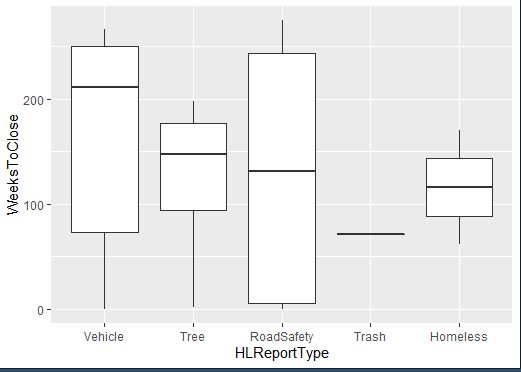 WeeksToClose
200
100
0
Vehicle Tree RoadSafety Trash Homeless
HLReportType